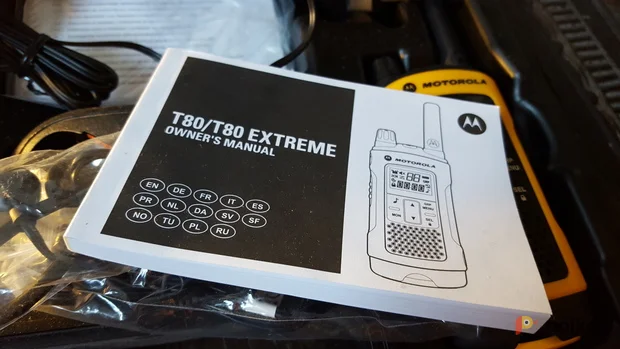 T80/T80 EXTREME
OWNER'S MANUAL
EN DE FR IT ES
PR NL DA SV SF
NO TU PL RU
MOTOROLA
MOTOROLA